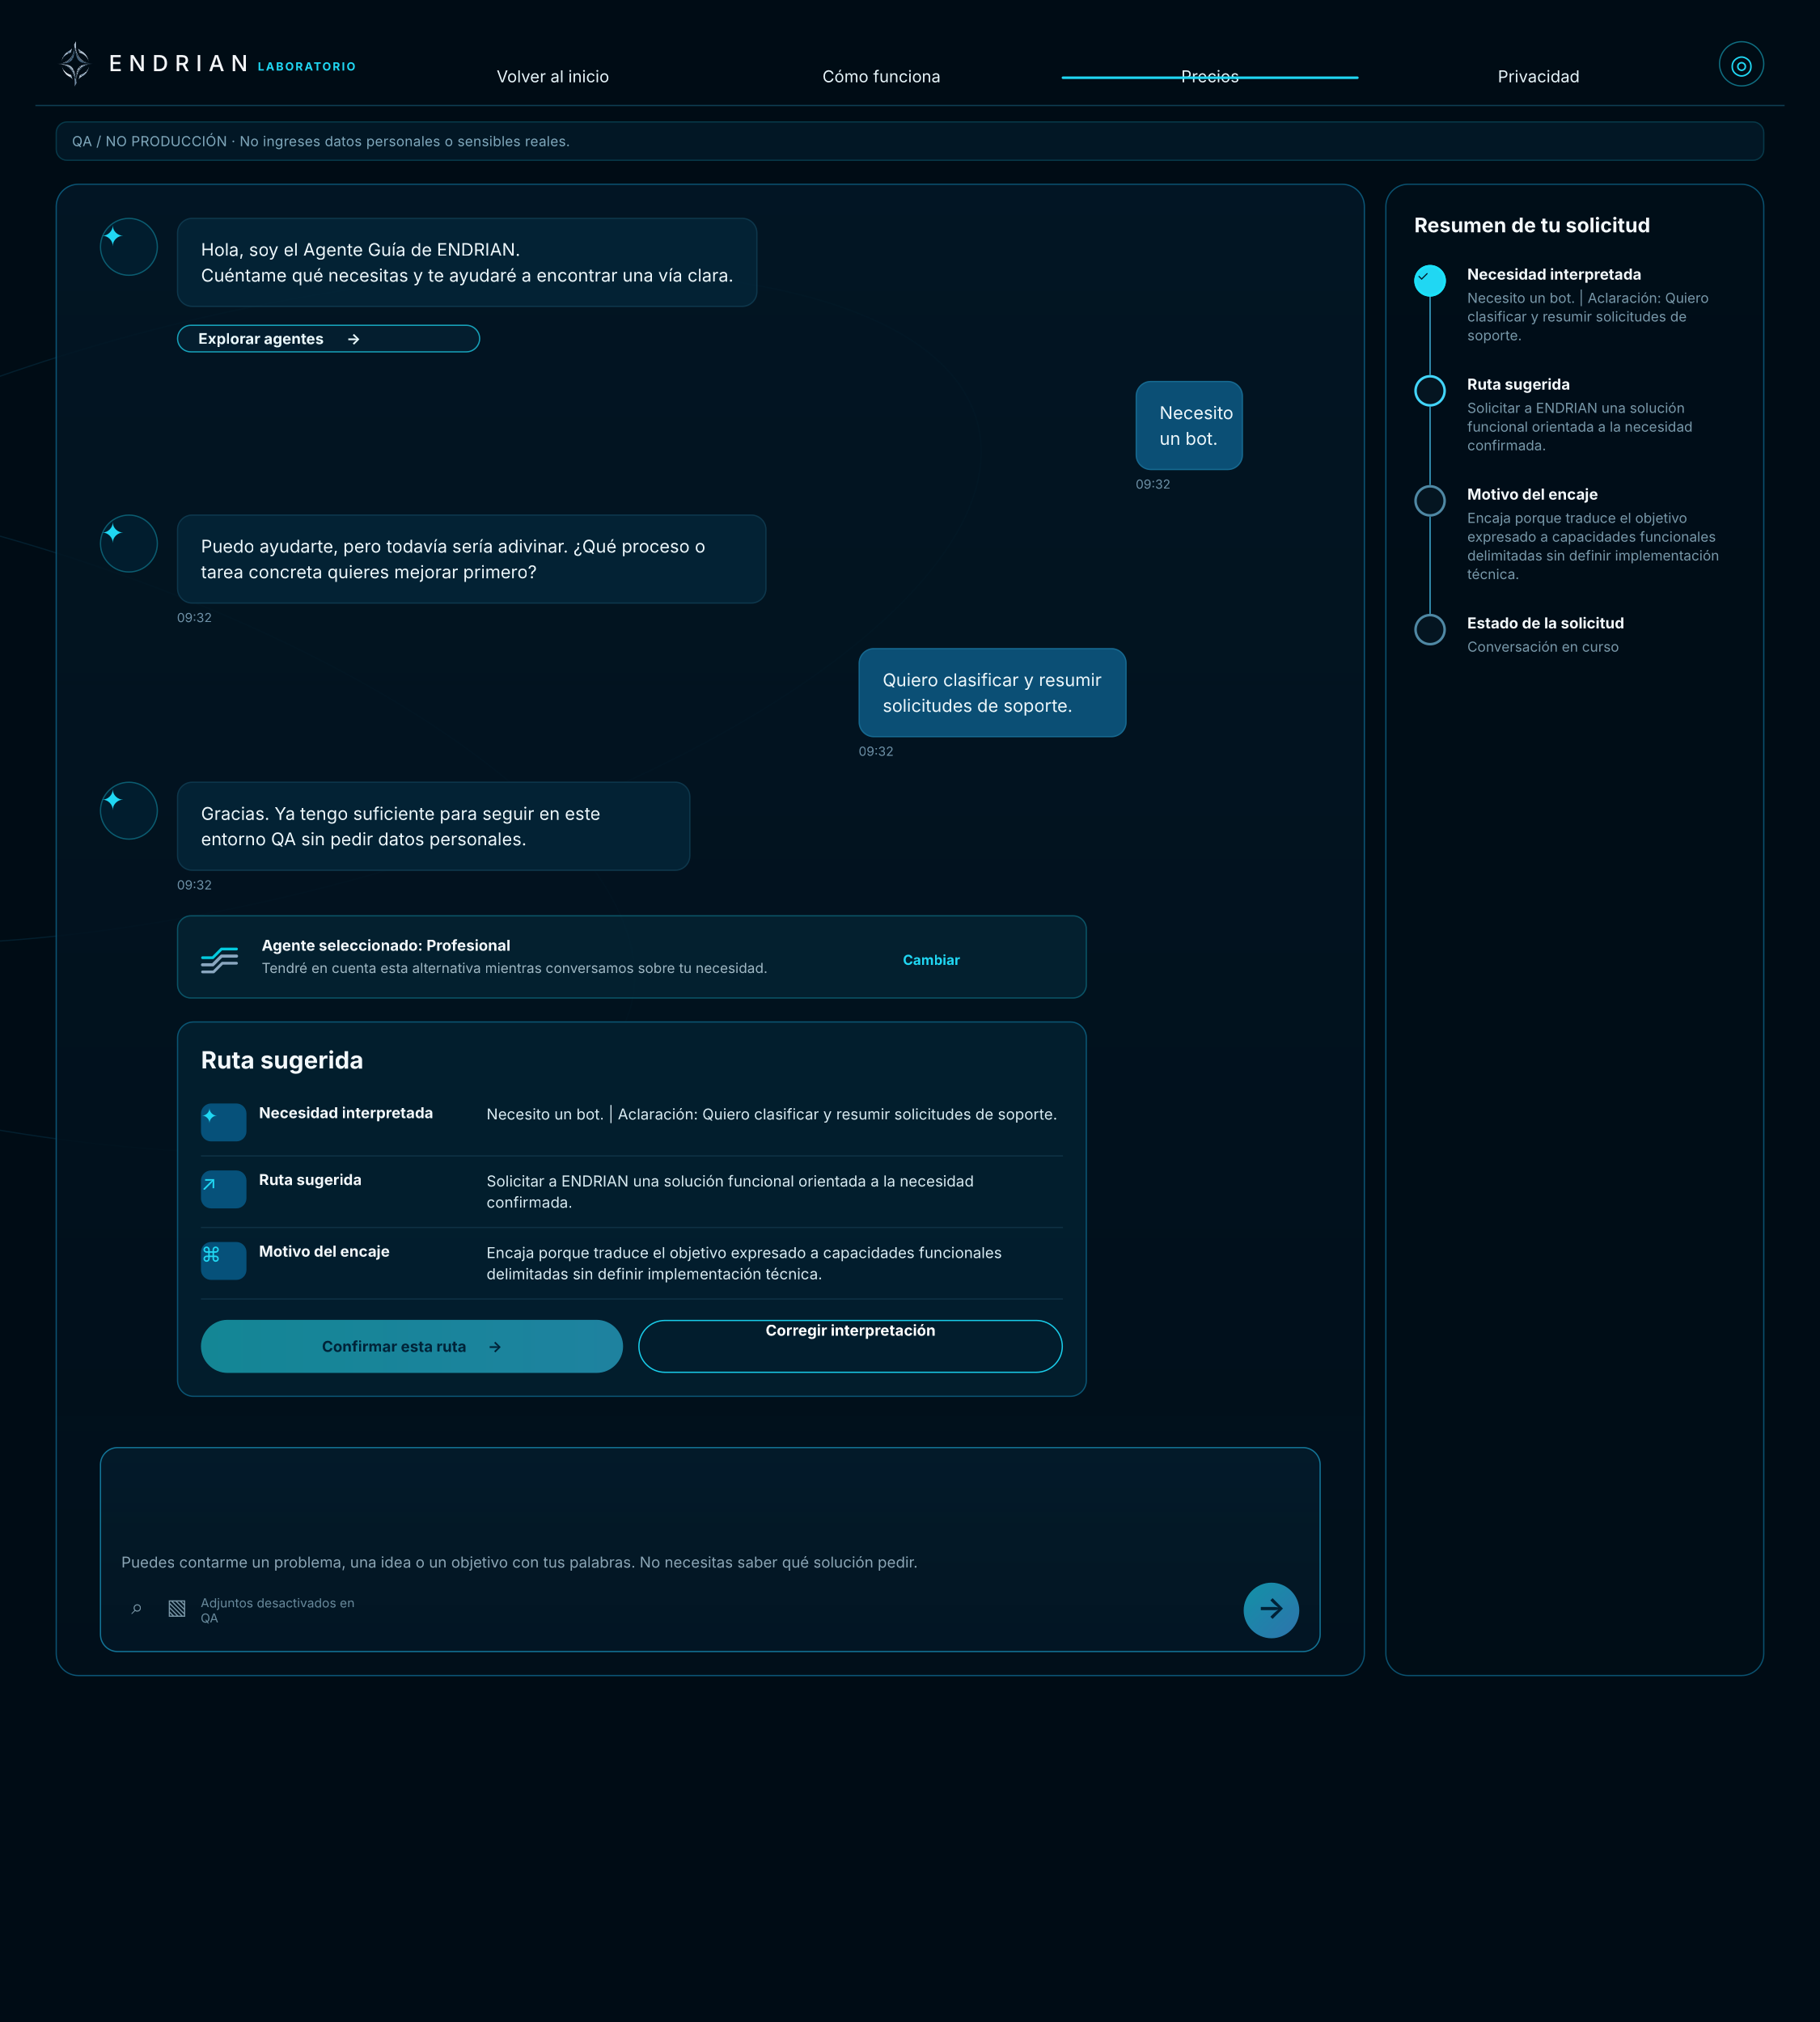 ENDRIAN LABORATORIO
Volver al inicio
Cómo funciona
Precios
Privacidad
QA / NO PRODUCCIÓN · No ingreses datos personales o sensibles reales.
Hola, soy el Agente Guía de ENDRIAN.
Cuéntame qué necesitas y te ayudaré a encontrar una vía clara.
Explorar agentes →
Necesito
un bot.
09:32
Puedo ayudarte, pero todavía sería adivinar. ¿Qué proceso o
tarea concreta quieres mejorar primero?
09:32
Quiero clasificar y resumir
solicitudes de soporte.
09:32
Gracias. Ya tengo suficiente para seguir en este
entorno QA sin pedir datos personales.
09:32
Agente seleccionado: Profesional
Tendré en cuenta esta alternativa mientras conversamos sobre tu necesidad.
Cambiar
Ruta sugerida
Necesidad interpretada
Necesito un bot. | Aclaración: Quiero clasificar y resumir solicitudes de soporte.
Ruta sugerida
Solicitar a ENDRIAN una solución funcional orientada a la necesidad
confirmada.
Motivo del encaje
Encaja porque traduce el objetivo expresado a capacidades funcionales
delimitadas sin definir implementación técnica.
Confirmar esta ruta →
Corregir interpretación
Puedes contarme un problema, una idea o un objetivo con tus palabras. No necesitas saber qué solución pedir.
Adjuntos desactivados en
QA
Resumen de tu solicitud
Necesidad interpretada
Necesito un bot. | Aclaración: Quiero
clasificar y resumir solicitudes de
soporte.
Ruta sugerida
Solicitar a ENDRIAN una solución
funcional orientada a la necesidad
confirmada.
Motivo del encaje
Encaja porque traduce el objetivo
expresado a capacidades funcionales
delimitadas sin definir implementación
técnica.
Estado de la solicitud
Conversación en curso